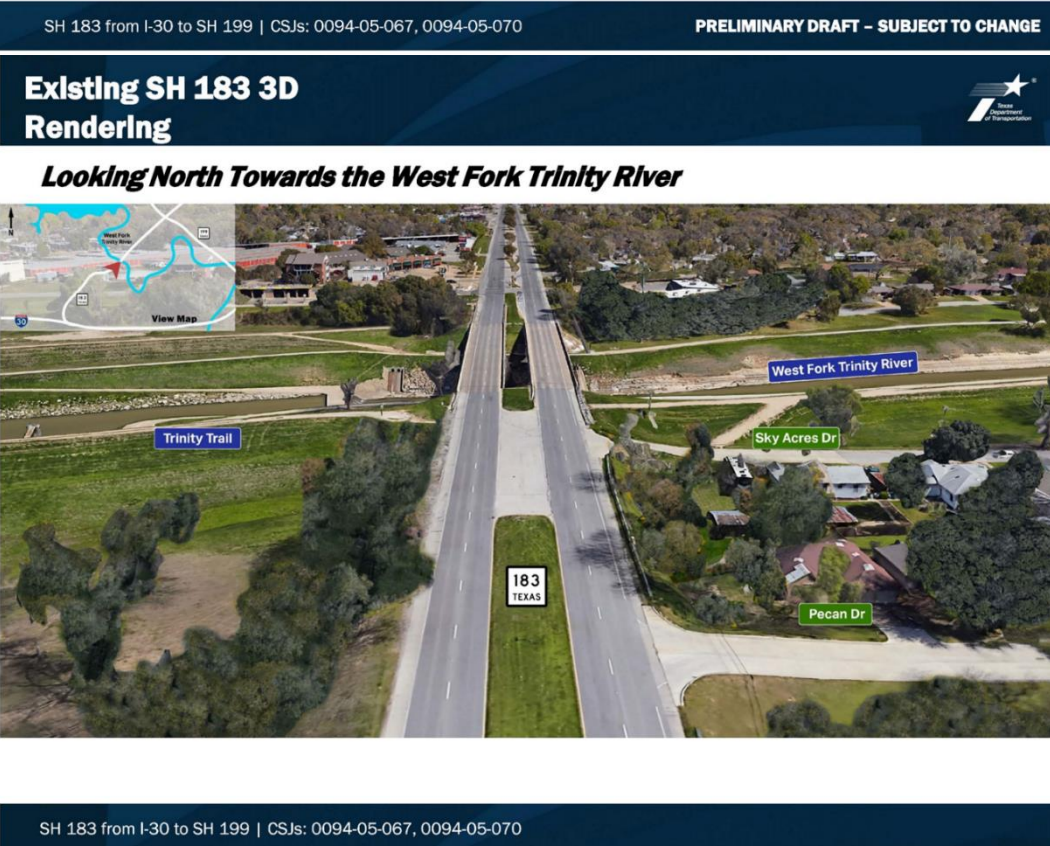 SH 183 from I-30 to SH 199 | CSJs: 0094-05-067, 0094-05-070
PRELIMINARY DRAFT – SUBJECT TO CHANGE
Existing SH 183 3D
Rendering
Texas
Department
of Transportation
Looking North Towards the West Fork Trinity River
N
West Fork
Trinity River
30
View Map
West Fork Trinity River
Trinity Trail
Sky Acres Dr
183
TEXAS
Pecan Dr
SH 183 from I-30 to SH 199 | CSJs: 0094-05-067, 0094-05-070